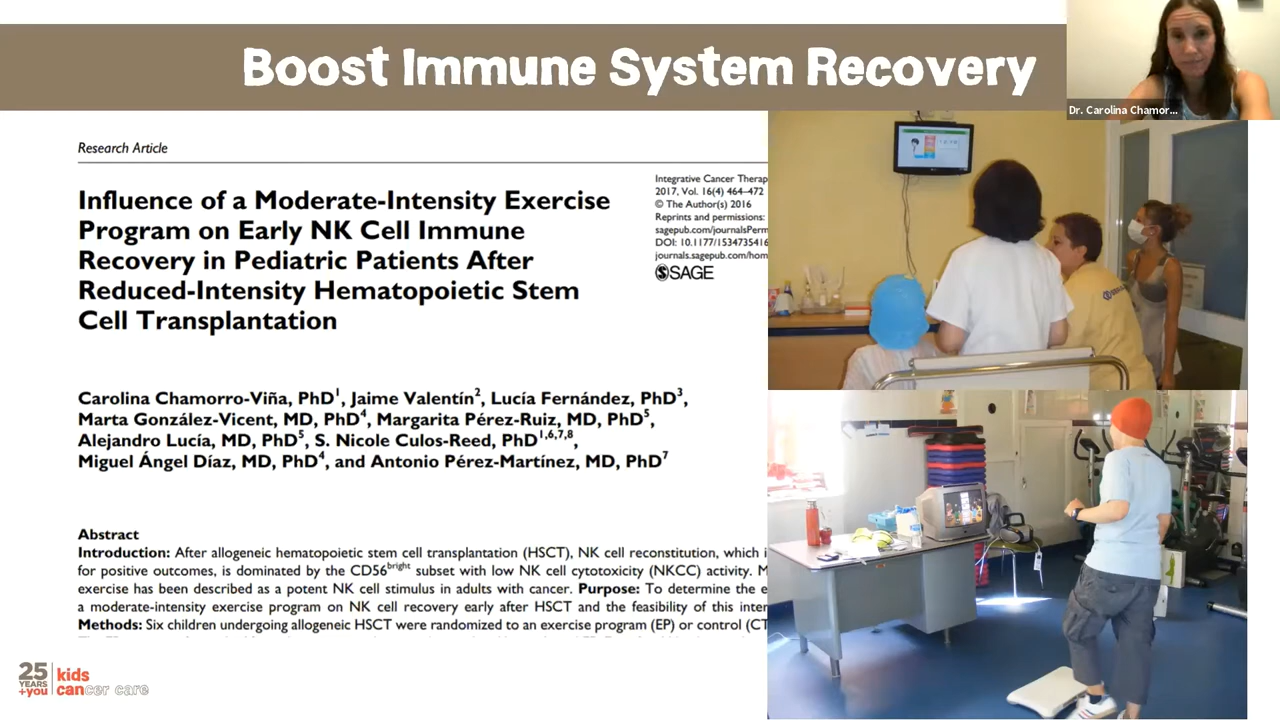 Boost Immune System Recovery
Dr. Carolina Chamor...
Research Article
Influence of a Moderate-Intensity Exercise
Program on Early NK Cell Immune
Recovery in Pediatric Patients After
Reduced-Intensity Hematopoietic Stem
Cell Transplantation
Integrative Cancer Therap
2017, Vol. 16(4) 464–472
© The Author(s) 2016
Reprints and permissions:
sagepub.com/journalsPerm
DOI: 10.1177/1534735416
journals.sagepub.com/hom
SAGE
Carolina Chamorro-Viña, PhD1, Jaime Valentín2, Lucía Fernández, PhD3,
Marta González-Vicent, MD, PhD4, Margarita Pérez-Ruiz, MD, PhD5,
Alejandro Lucía, MD, PhD5, S. Nicole Culos-Reed, PhD1,6,7,8,
Miguel Ángel Díaz, MD, PhD4, and Antonio Pérez-Martínez, MD, PhD7
Abstract
Introduction: After allogeneic hematopoietic stem cell transplantation (HSCT), NK cell reconstitution, which i
for positive outcomes, is dominated by the CD56bright subset with low NK cell cytotoxicity (NKCC) activity. M
exercise has been described as a potent NK cell stimulus in adults with cancer. Purpose: To determine the e
a moderate-intensity exercise program on NK cell recovery early after HSCT and the feasibility of this inter
Methods: Six children undergoing allogeneic HSCT were randomized to an exercise program (EP) or control (CT
25
YEARS
+you
kids
cancer care